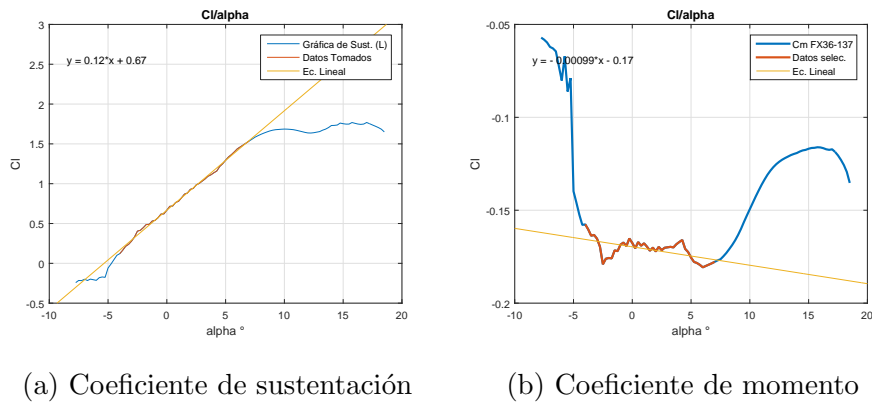 Cl/alpha
3
2.5
2
1.5
1
0.5
0
-0.5
-10
-5
0
5
10
15
20
Cl
alpha °
y = 0.12*x + 0.67
Gráfica de Sust. (L)
Datos Tomados
Ec. Lineal
(a) Coeficiente de sustentación
Cl/alpha
-0.05
-0.1
-0.15
-0.2
-10
-5
0
5
10
15
20
Cl
alpha °
y = - 0.00099*x - 0.17
Cm FX36-137
Datos selec.
Ec. Lineal
(b) Coeficiente de momento